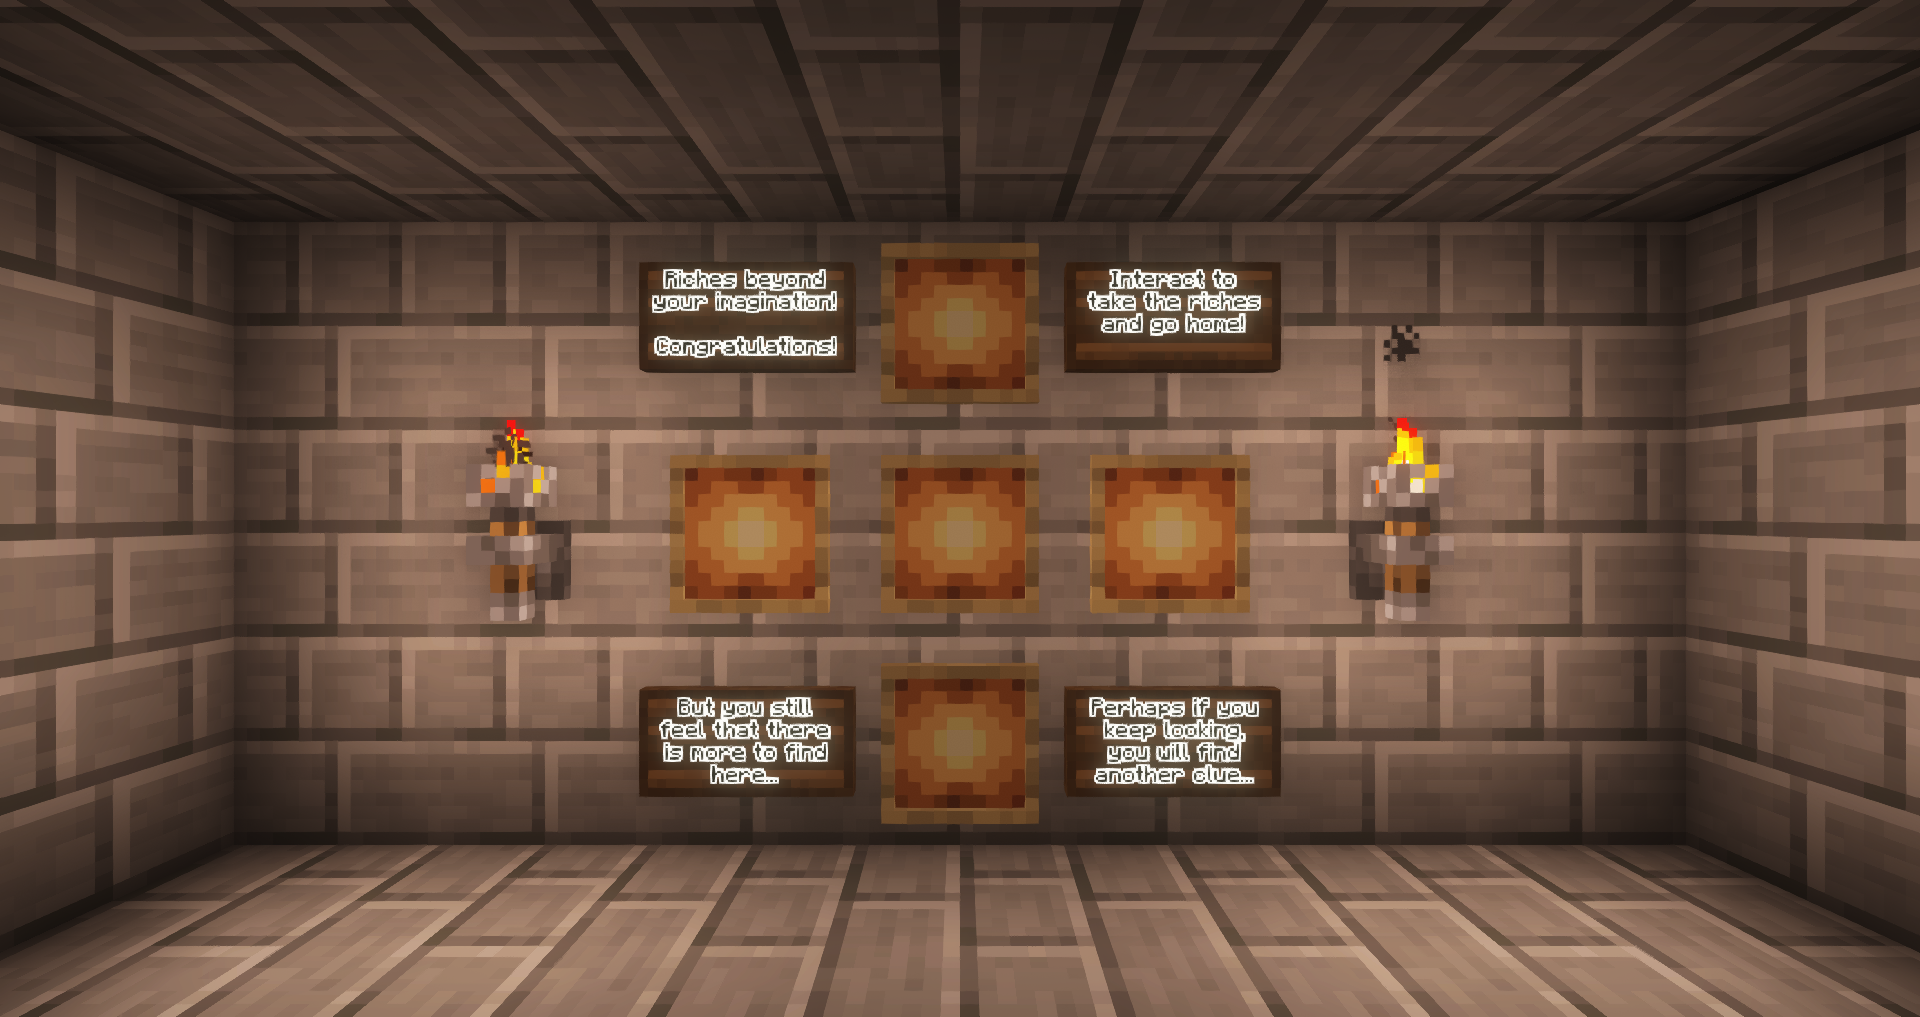 Riches beyond
your imagination!
Congratulations!
Interact to
take the riches
and go home!
But you still
feel that there
is more to find
here...
Perhaps if you
keep looking,
you will find
another clue...